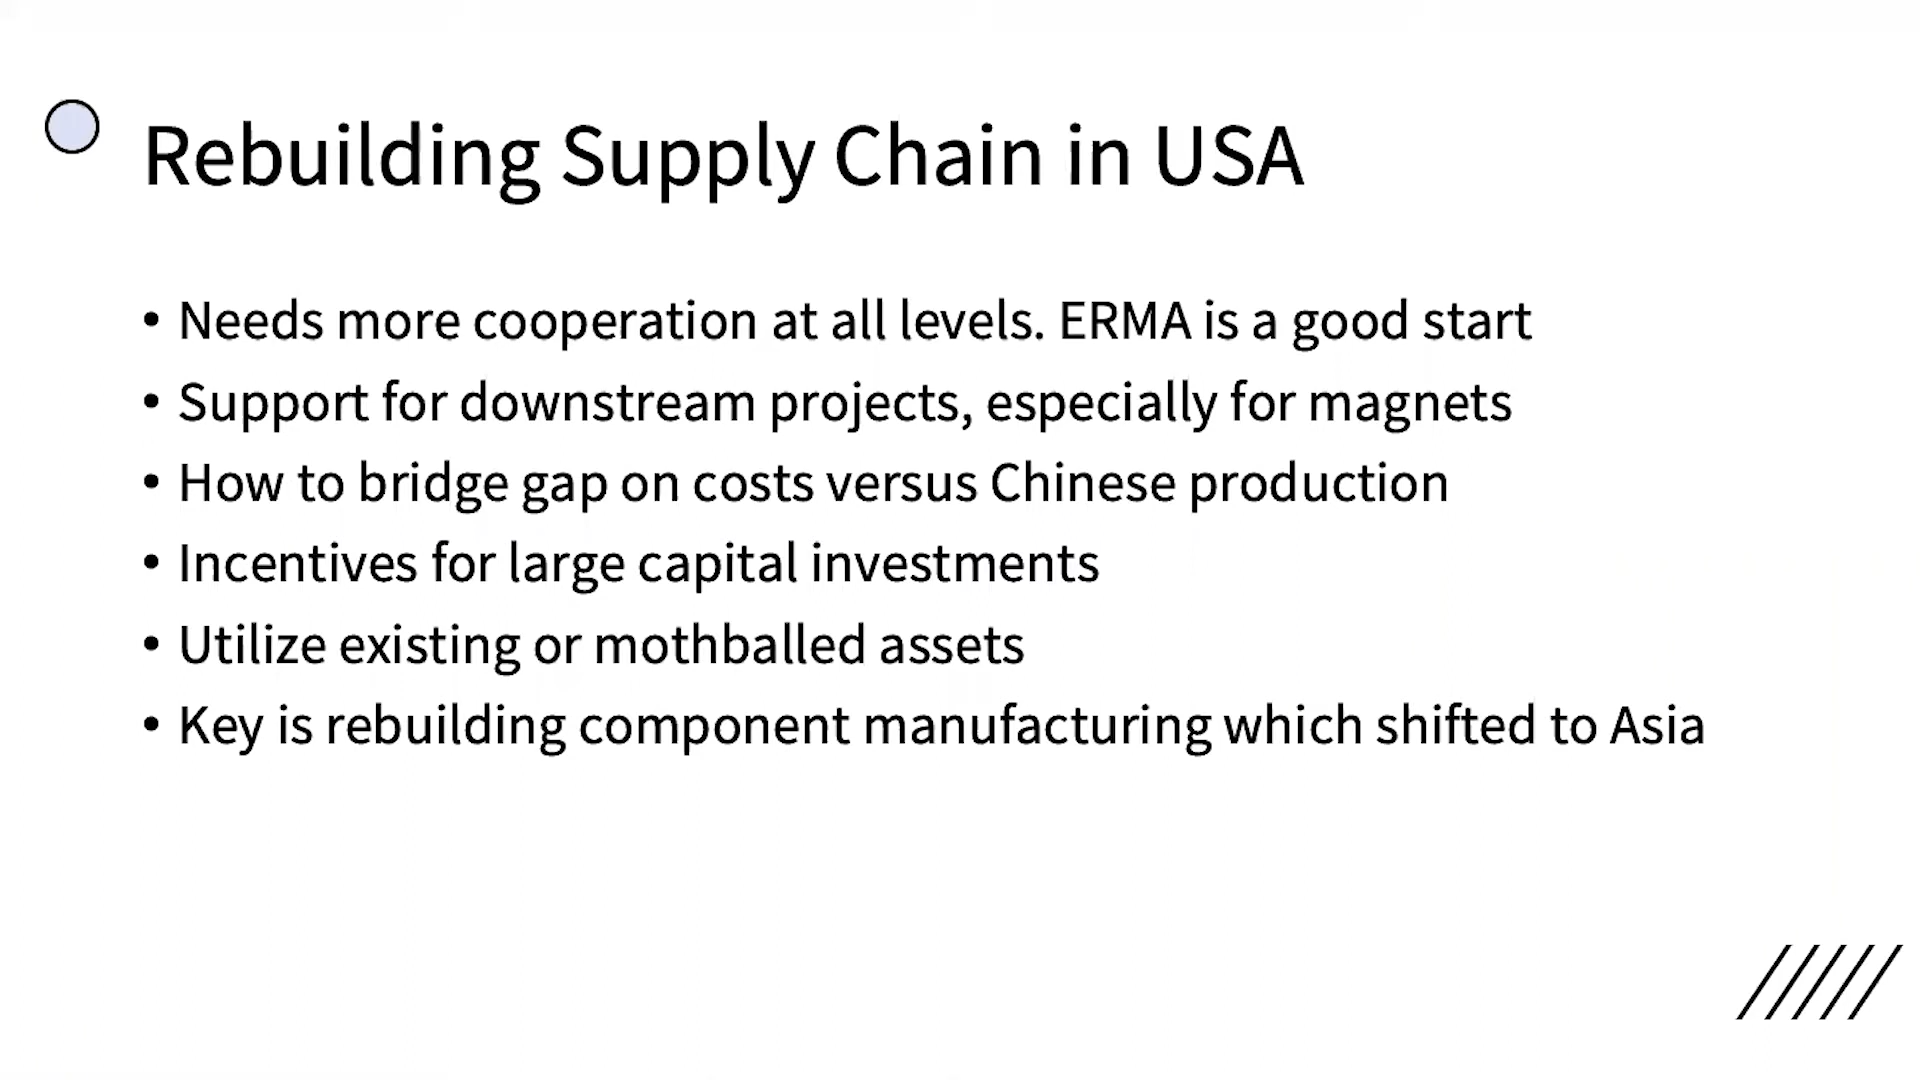 Rebuilding Supply Chain in USA
• Needs more cooperation at all levels. ERMA is a good start
• Support for downstream projects, especially for magnets
• How to bridge gap on costs versus Chinese production
• Incentives for large capital investments
• Utilize existing or mothballed assets
• Key is rebuilding component manufacturing which shifted to Asia